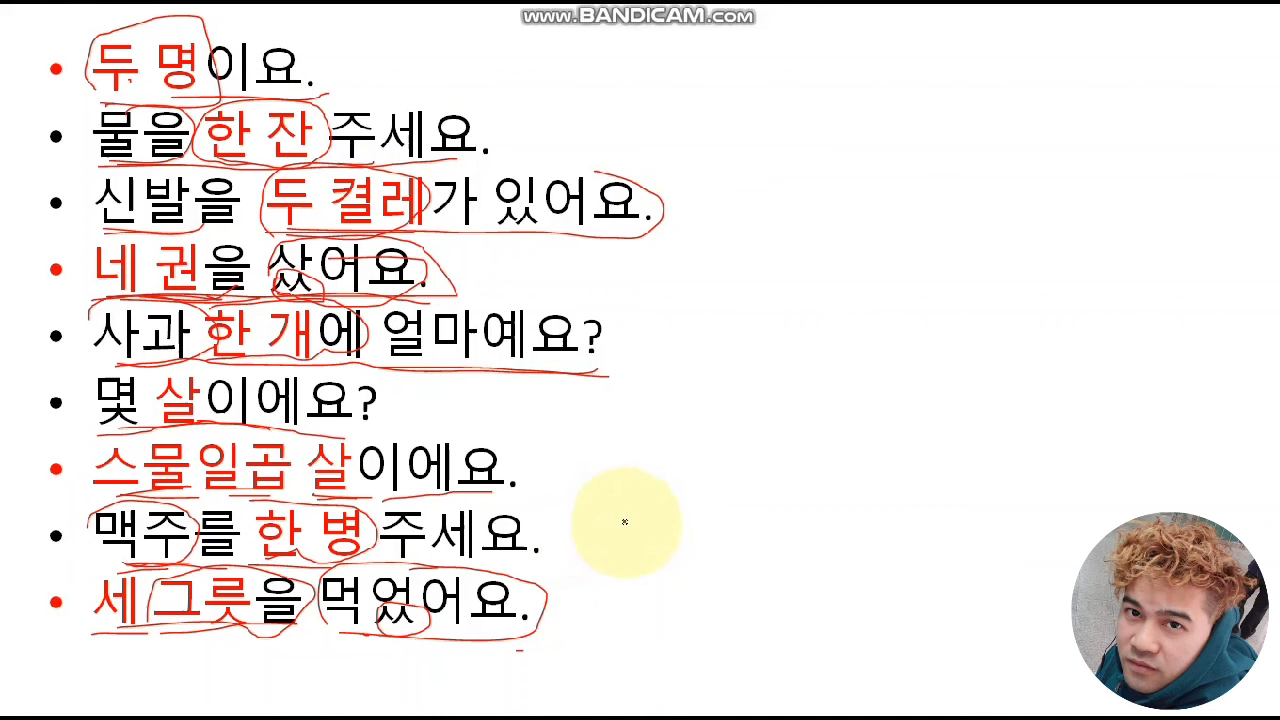 www.BANDICAM.com
두 명이요.
물을 한 잔 주세요.
신발을 두 켤레가 있어요.
네 권을 샀어요.
사과 한 개에 얼마예요?
몇 살이에요?
스물일곱 살이에요.
맥주를 한 병 주세요.
세 그릇을 먹었어요.